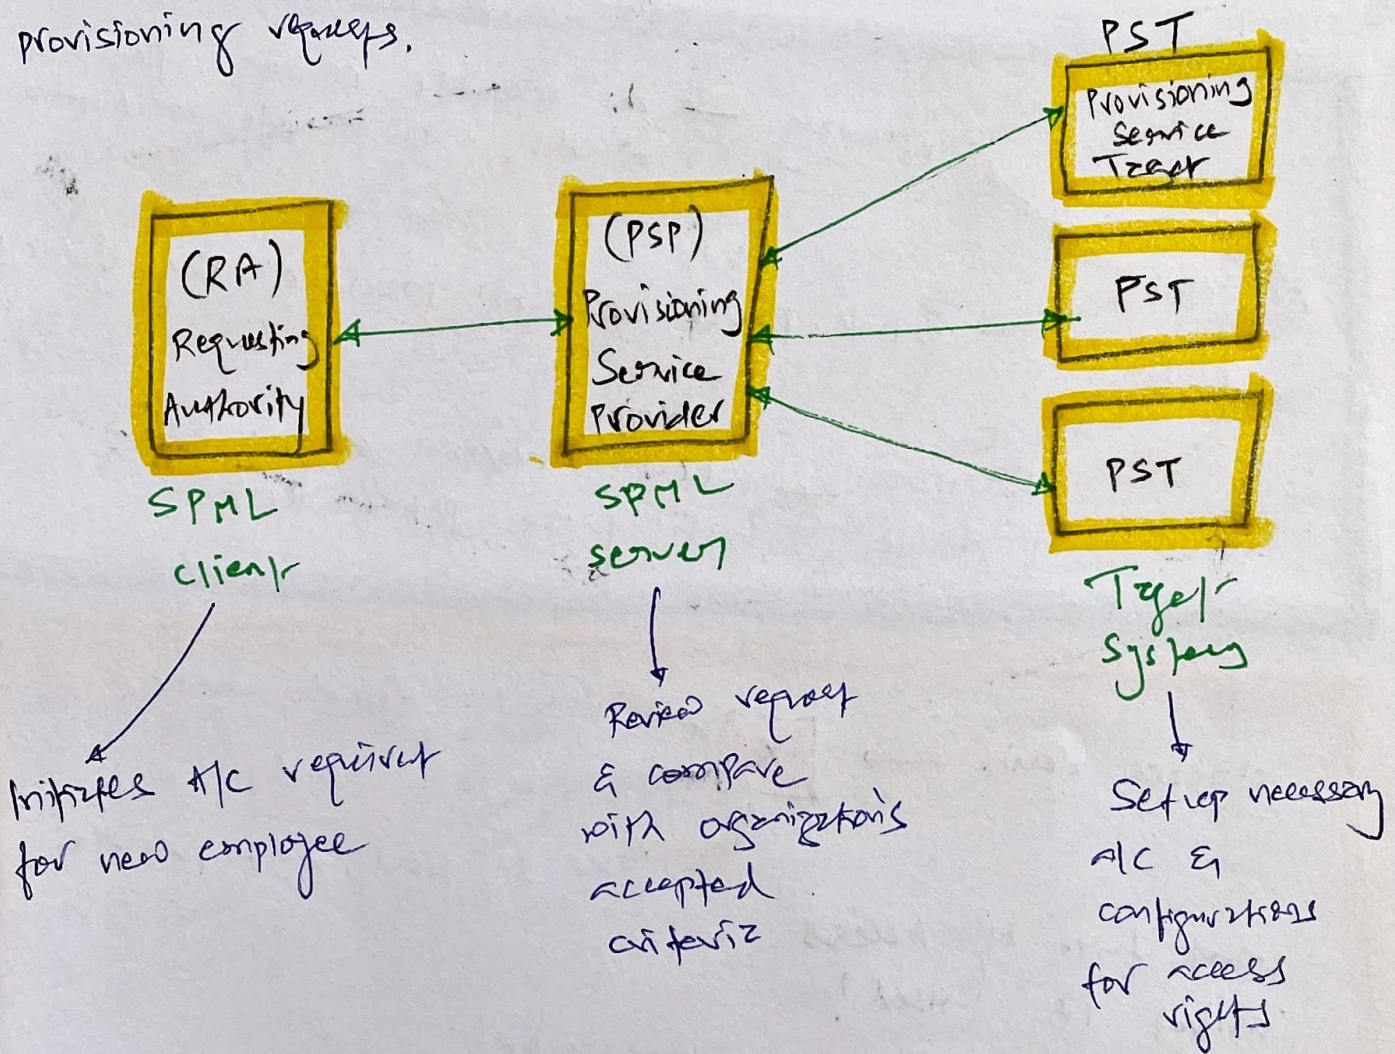 provisioning requests.
PST
Provisioning
Service
Target
(RA)
Requesting
Authority
(PSP)
Provisioning
Service
Provider
PST
PST
SPML
client
SPML
server
Target
Systems
Initiates A/C request
for new employee
Review request
& compare
with organization's
accepted
criteria
Setup necessary
A/C &
configurations
for access
rights